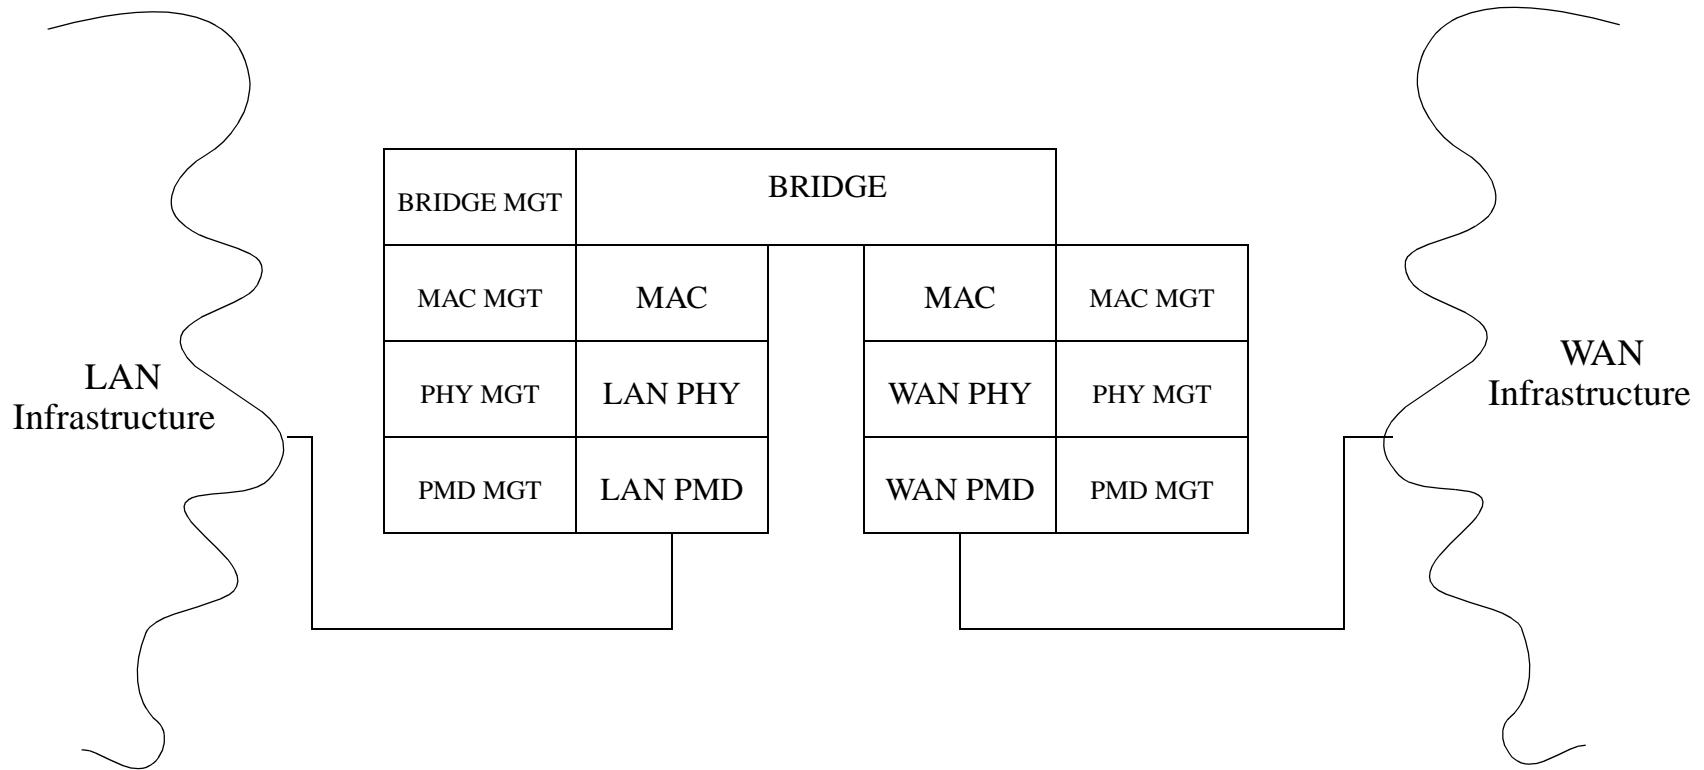 BRIDGE MGT
BRIDGE
MAC MGT
MAC
MAC
MAC MGT
LAN
Infrastructure
PHY MGT
LAN PHY
WAN PHY
PHY MGT
WAN
Infrastructure
PMD MGT
LAN PMD
WAN PMD
PMD MGT